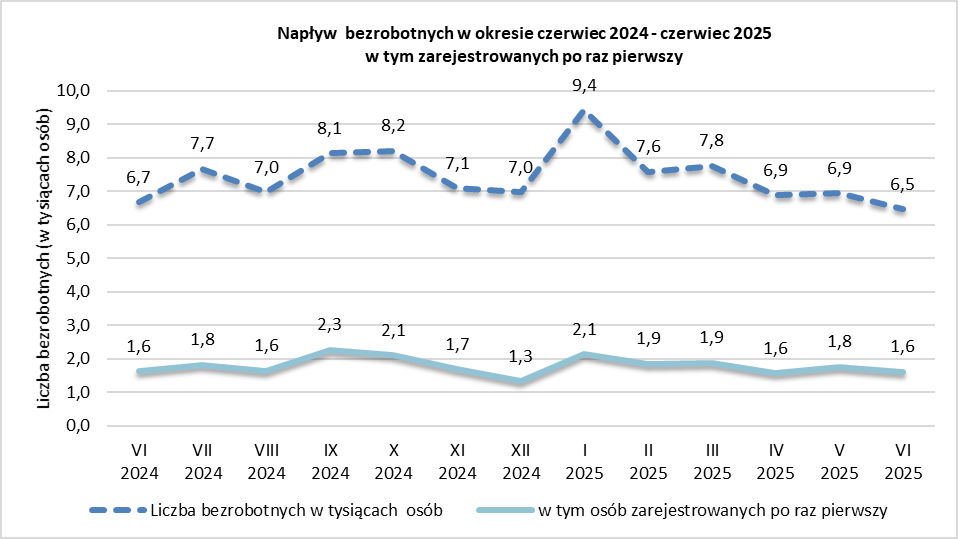 Napływ bezrobotnych w okresie czerwiec 2024 - czerwiec 2025
w tym zarejestrowanych po raz pierwszy
Liczba bezrobotnych (w tysiącach osób)
10,0
9,0
8,0
7,0
6,0
5,0
4,0
3,0
2,0
1,0
0,0
6,7 7,7 7,0 8,1 8,2 7,1 7,0 9,4 7,6 7,8 6,9 6,9 6,5
1,6 1,8 1,6 2,3 2,1 1,7 1,3 2,1 1,9 1,9 1,6 1,8 1,6
VI VII VIII IX X XI XII I II III IV V VI
2024 2024 2024 2024 2024 2024 2024 2025 2025 2025 2025 2025 2025
Liczba bezrobotnych w tysiącach osób w tym osób zarejestrowanych po raz pierwszy